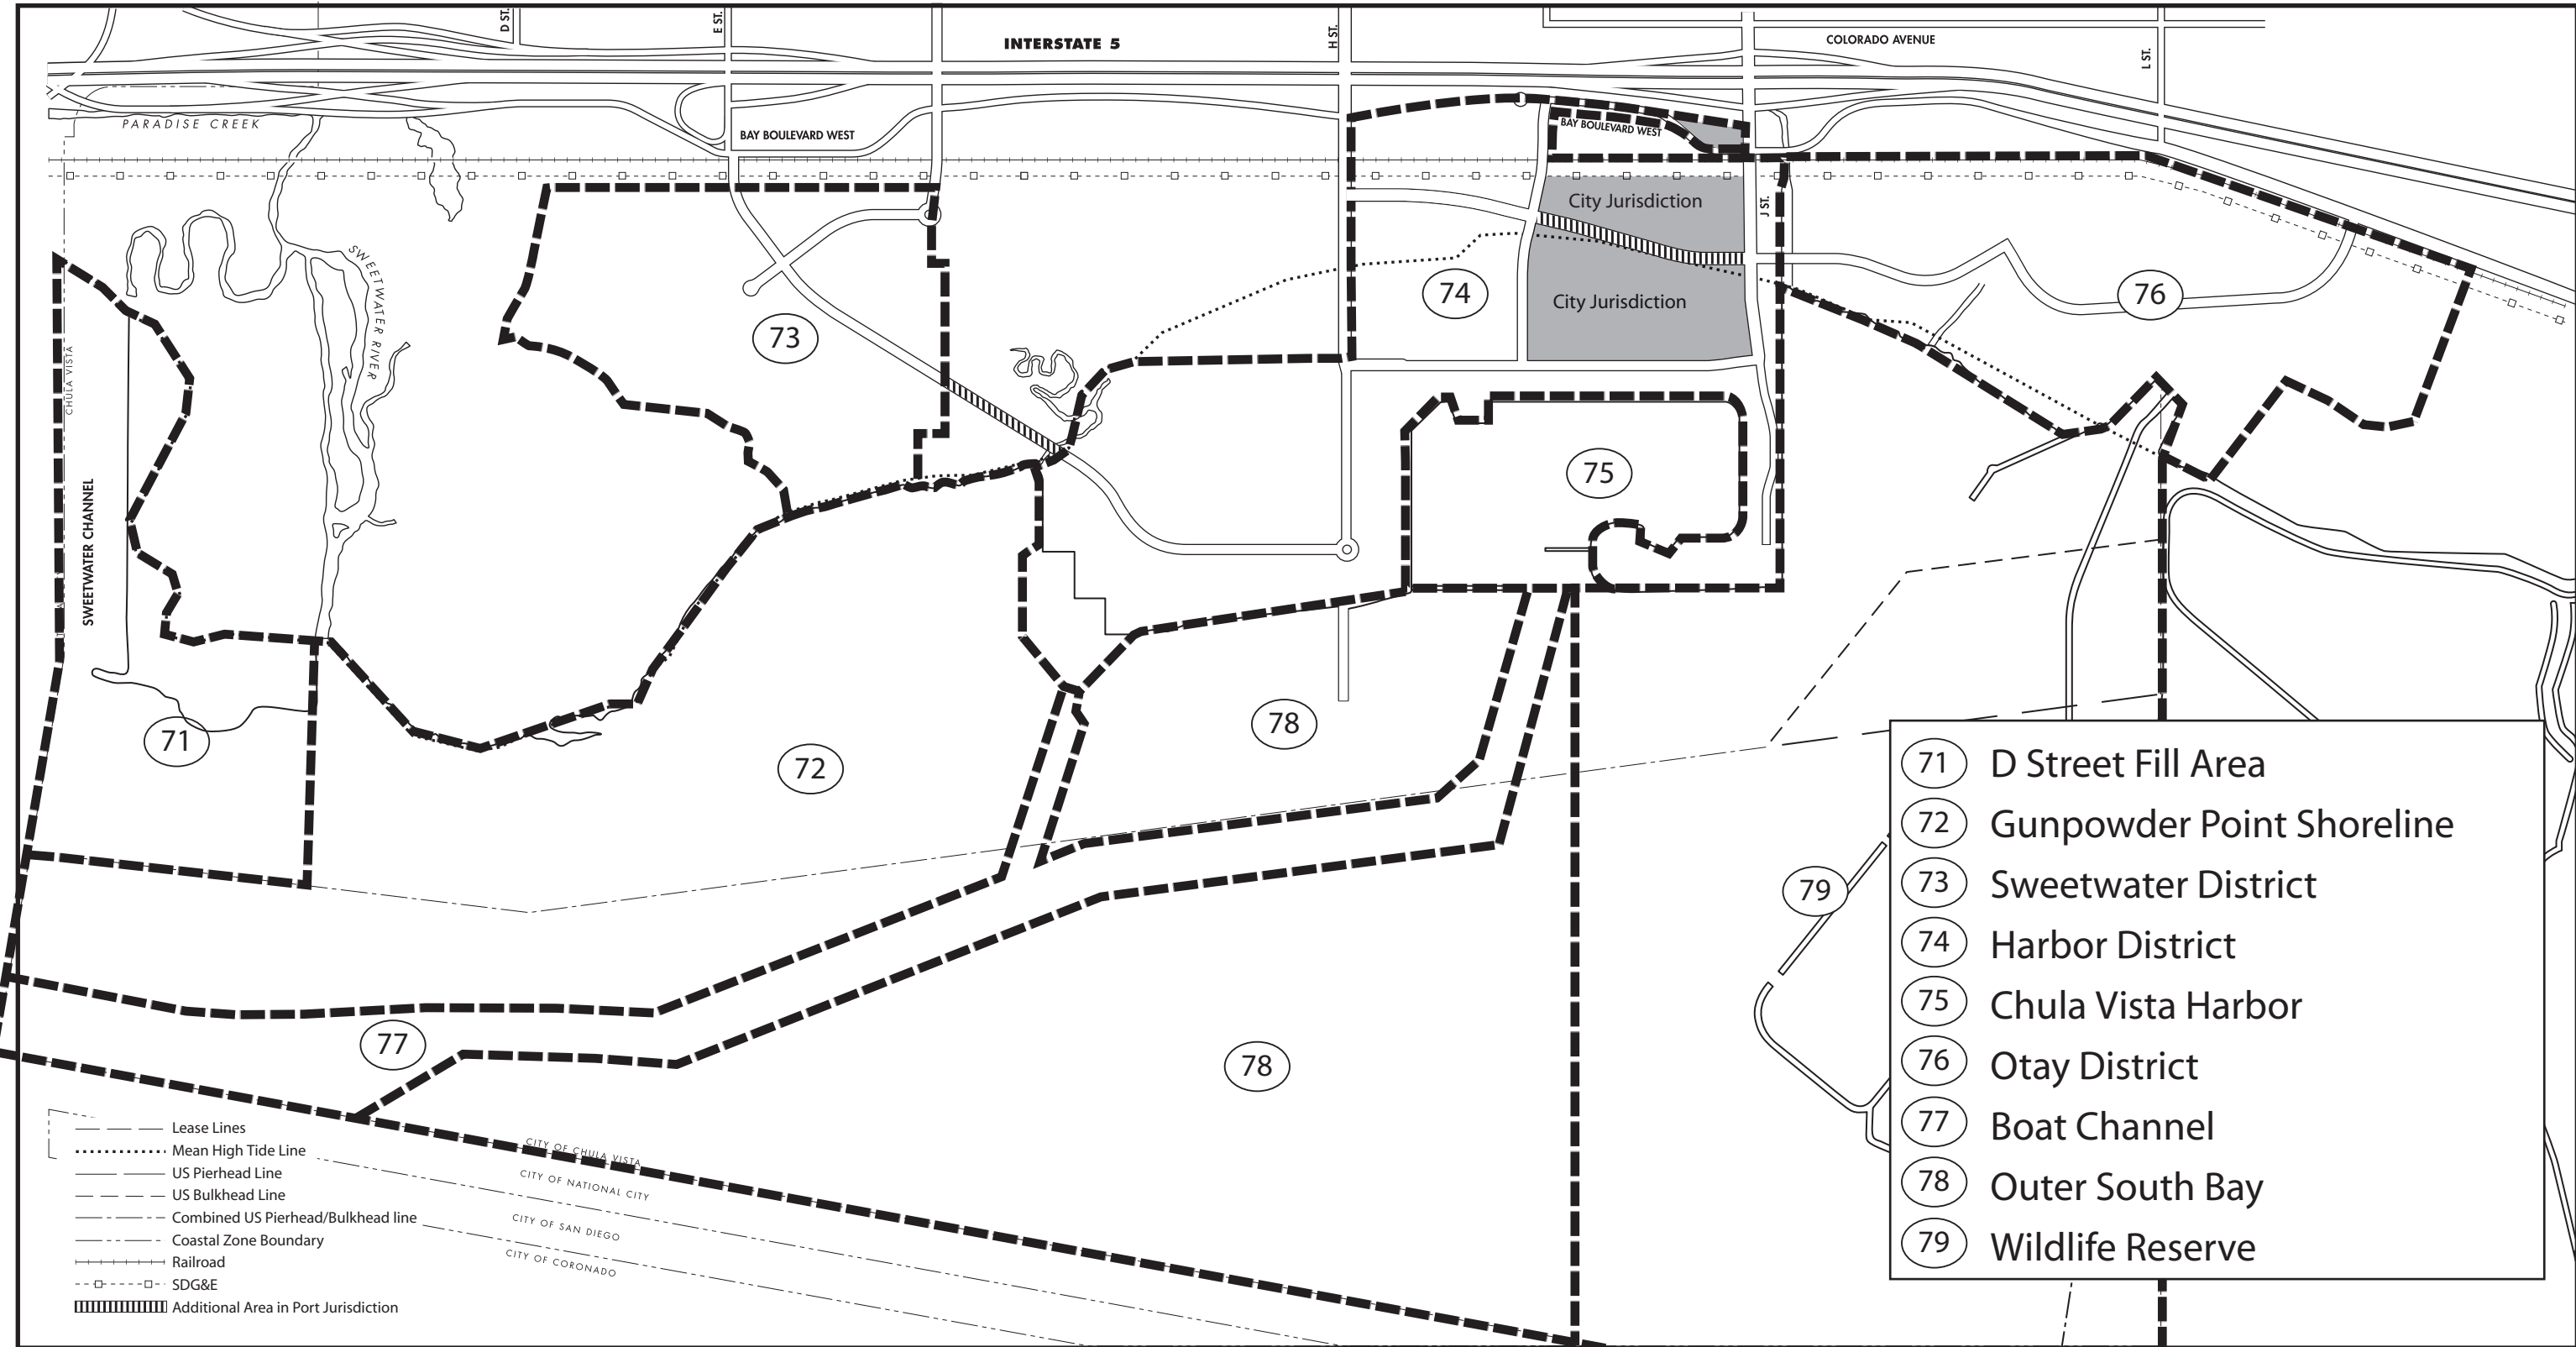 D ST.
E ST.
INTERSTATE 5
H ST.
COLORADO AVENUE
L ST.
PARADISE CREEK
BAY BOULEVARD WEST
BAY BOULEVARD WEST
City Jurisdiction
J ST.
SWEETWATER RIVER
73
74
City Jurisdiction
76
CHULA VISTA
SWEETWATER CHANNEL
75
71
72
78
79
77
78
71 D Street Fill Area
72 Gunpowder Point Shoreline
73 Sweetwater District
74 Harbor District
75 Chula Vista Harbor
76 Otay District
77 Boat Channel
78 Outer South Bay
79 Wildlife Reserve
Lease Lines
Mean High Tide Line
US Pierhead Line
US Bulkhead Line
Combined US Pierhead/Bulkhead line
Coastal Zone Boundary
Railroad
SDG&E
Additional Area in Port Jurisdiction
CITY OF CHULA VISTA
CITY OF NATIONAL CITY
CITY OF SAN DIEGO
CITY OF CORONADO